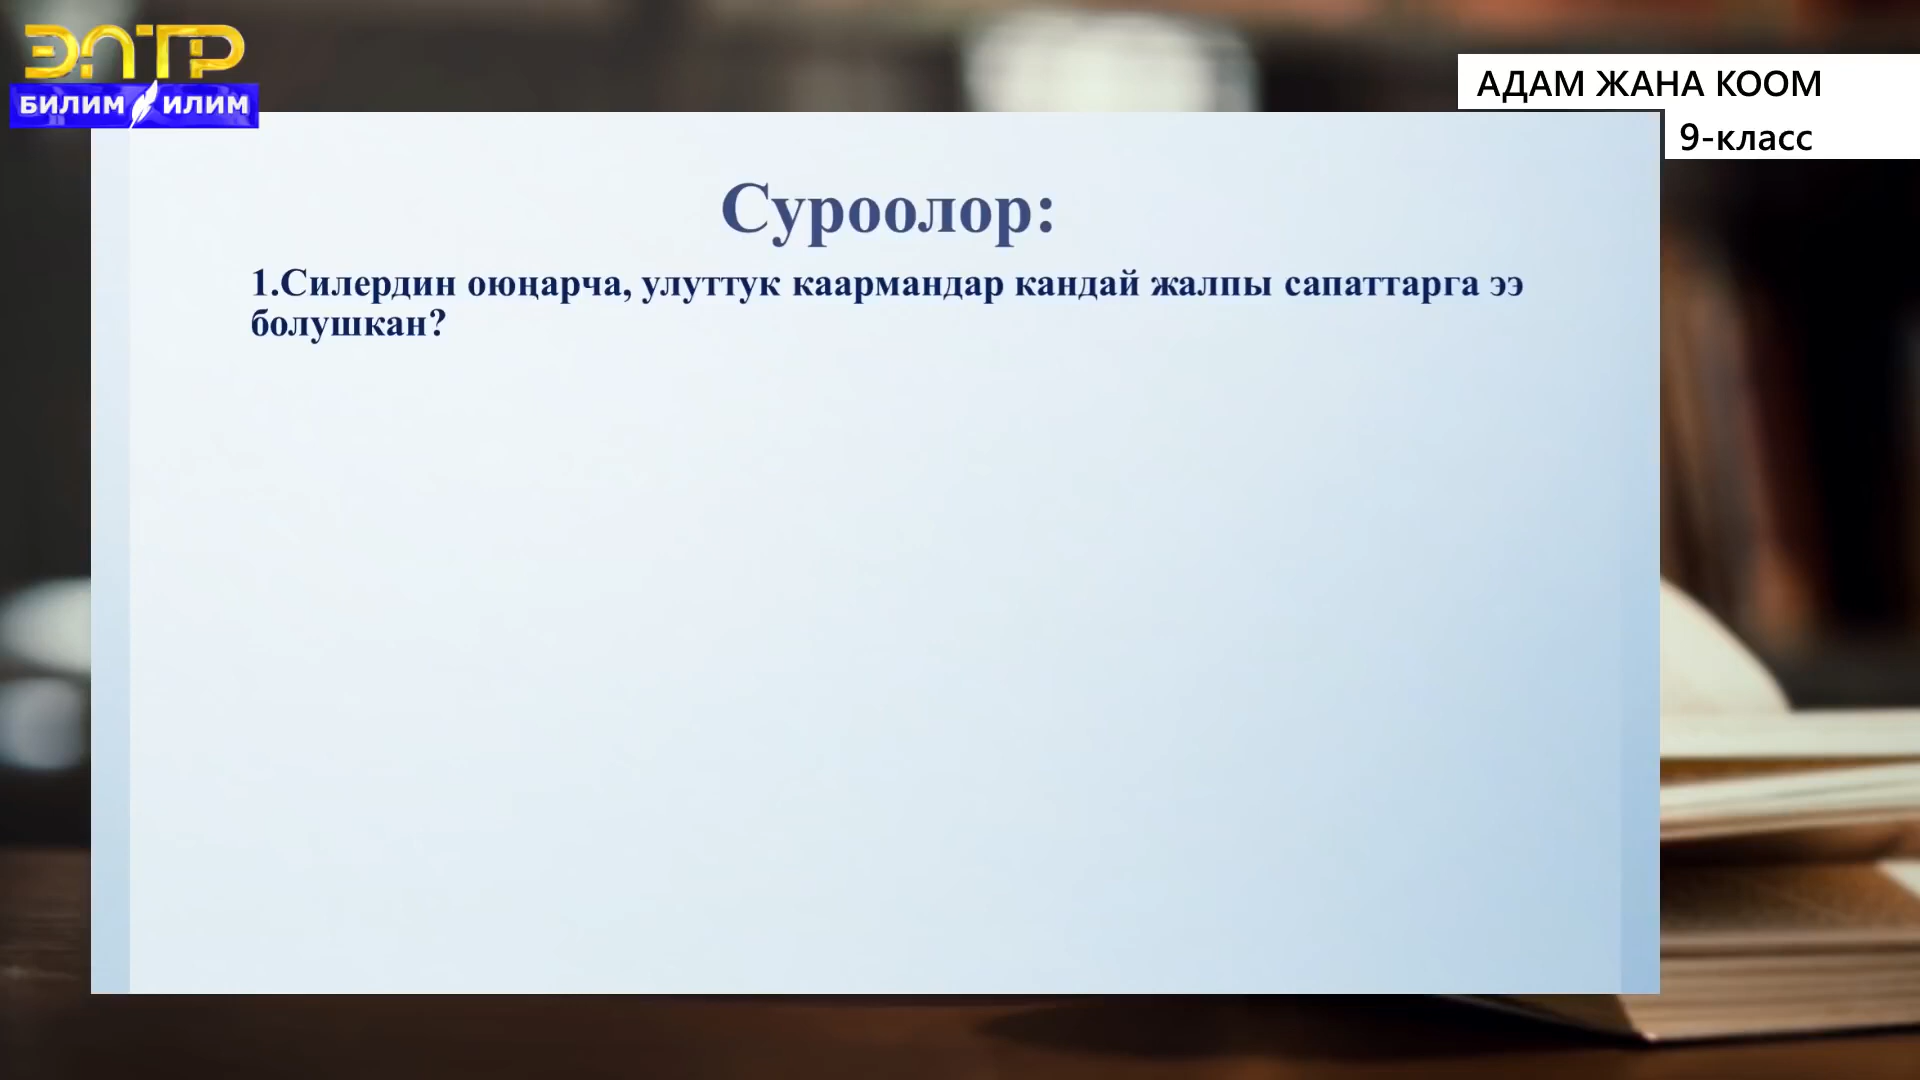 ЭЛТР
БИЛИМ ИЛИМ
АДАМ ЖАНА КООМ
9-класс
Суроолор:
1.Силердин оюңарча, улуттук каармандар кандай жалпы сапаттарга ээ
болушкан?